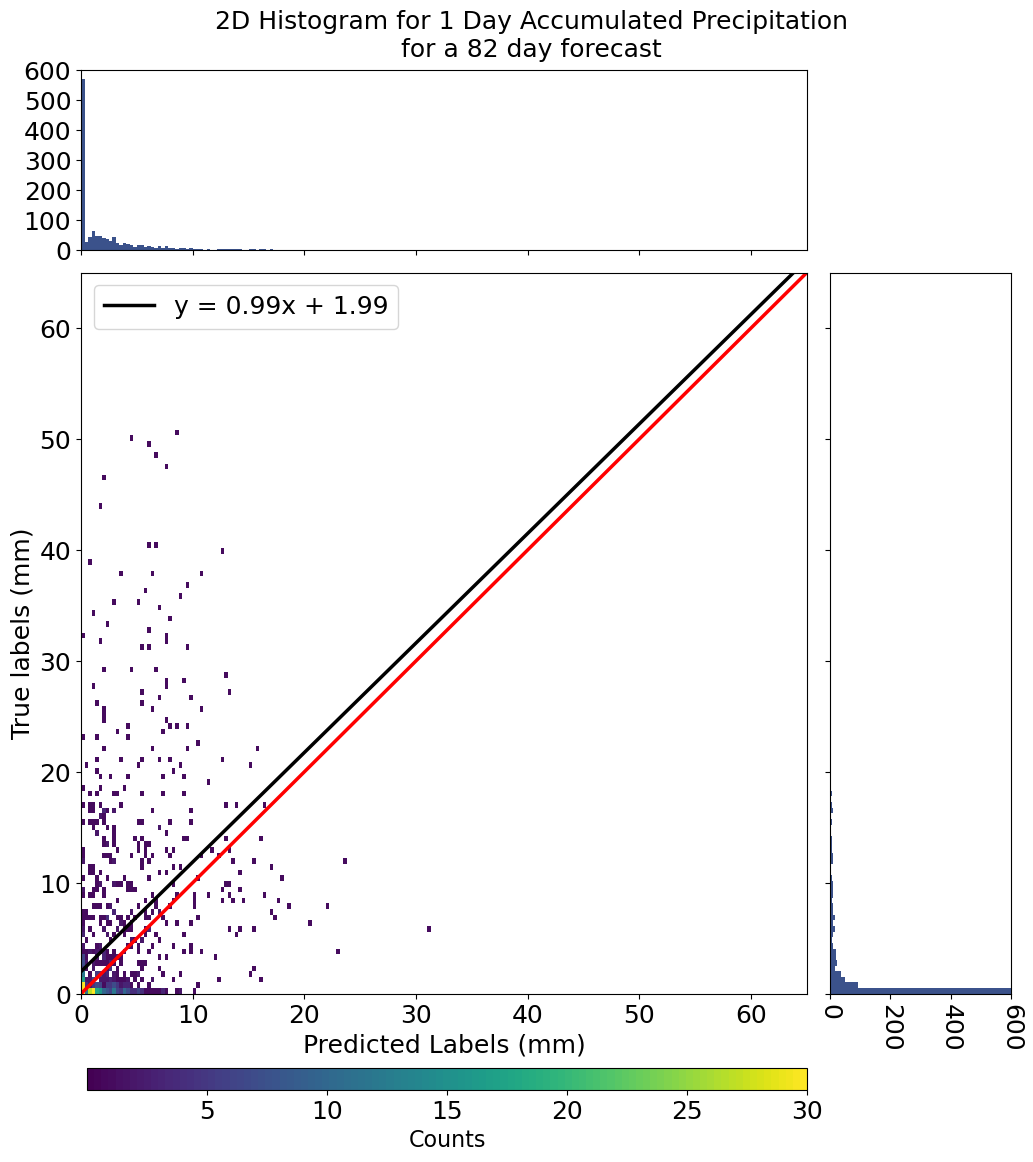 2D Histogram for 1 Day Accumulated Precipitation
for a 82 day forecast
600
500
400
300
200
100
0
y = 0.99x + 1.99
True labels (mm)
60
50
40
30
20
10
0
0 10 20 30 40 50 60
Predicted Labels (mm)
0 200 400 600
5 10 15 20 25 30
Counts